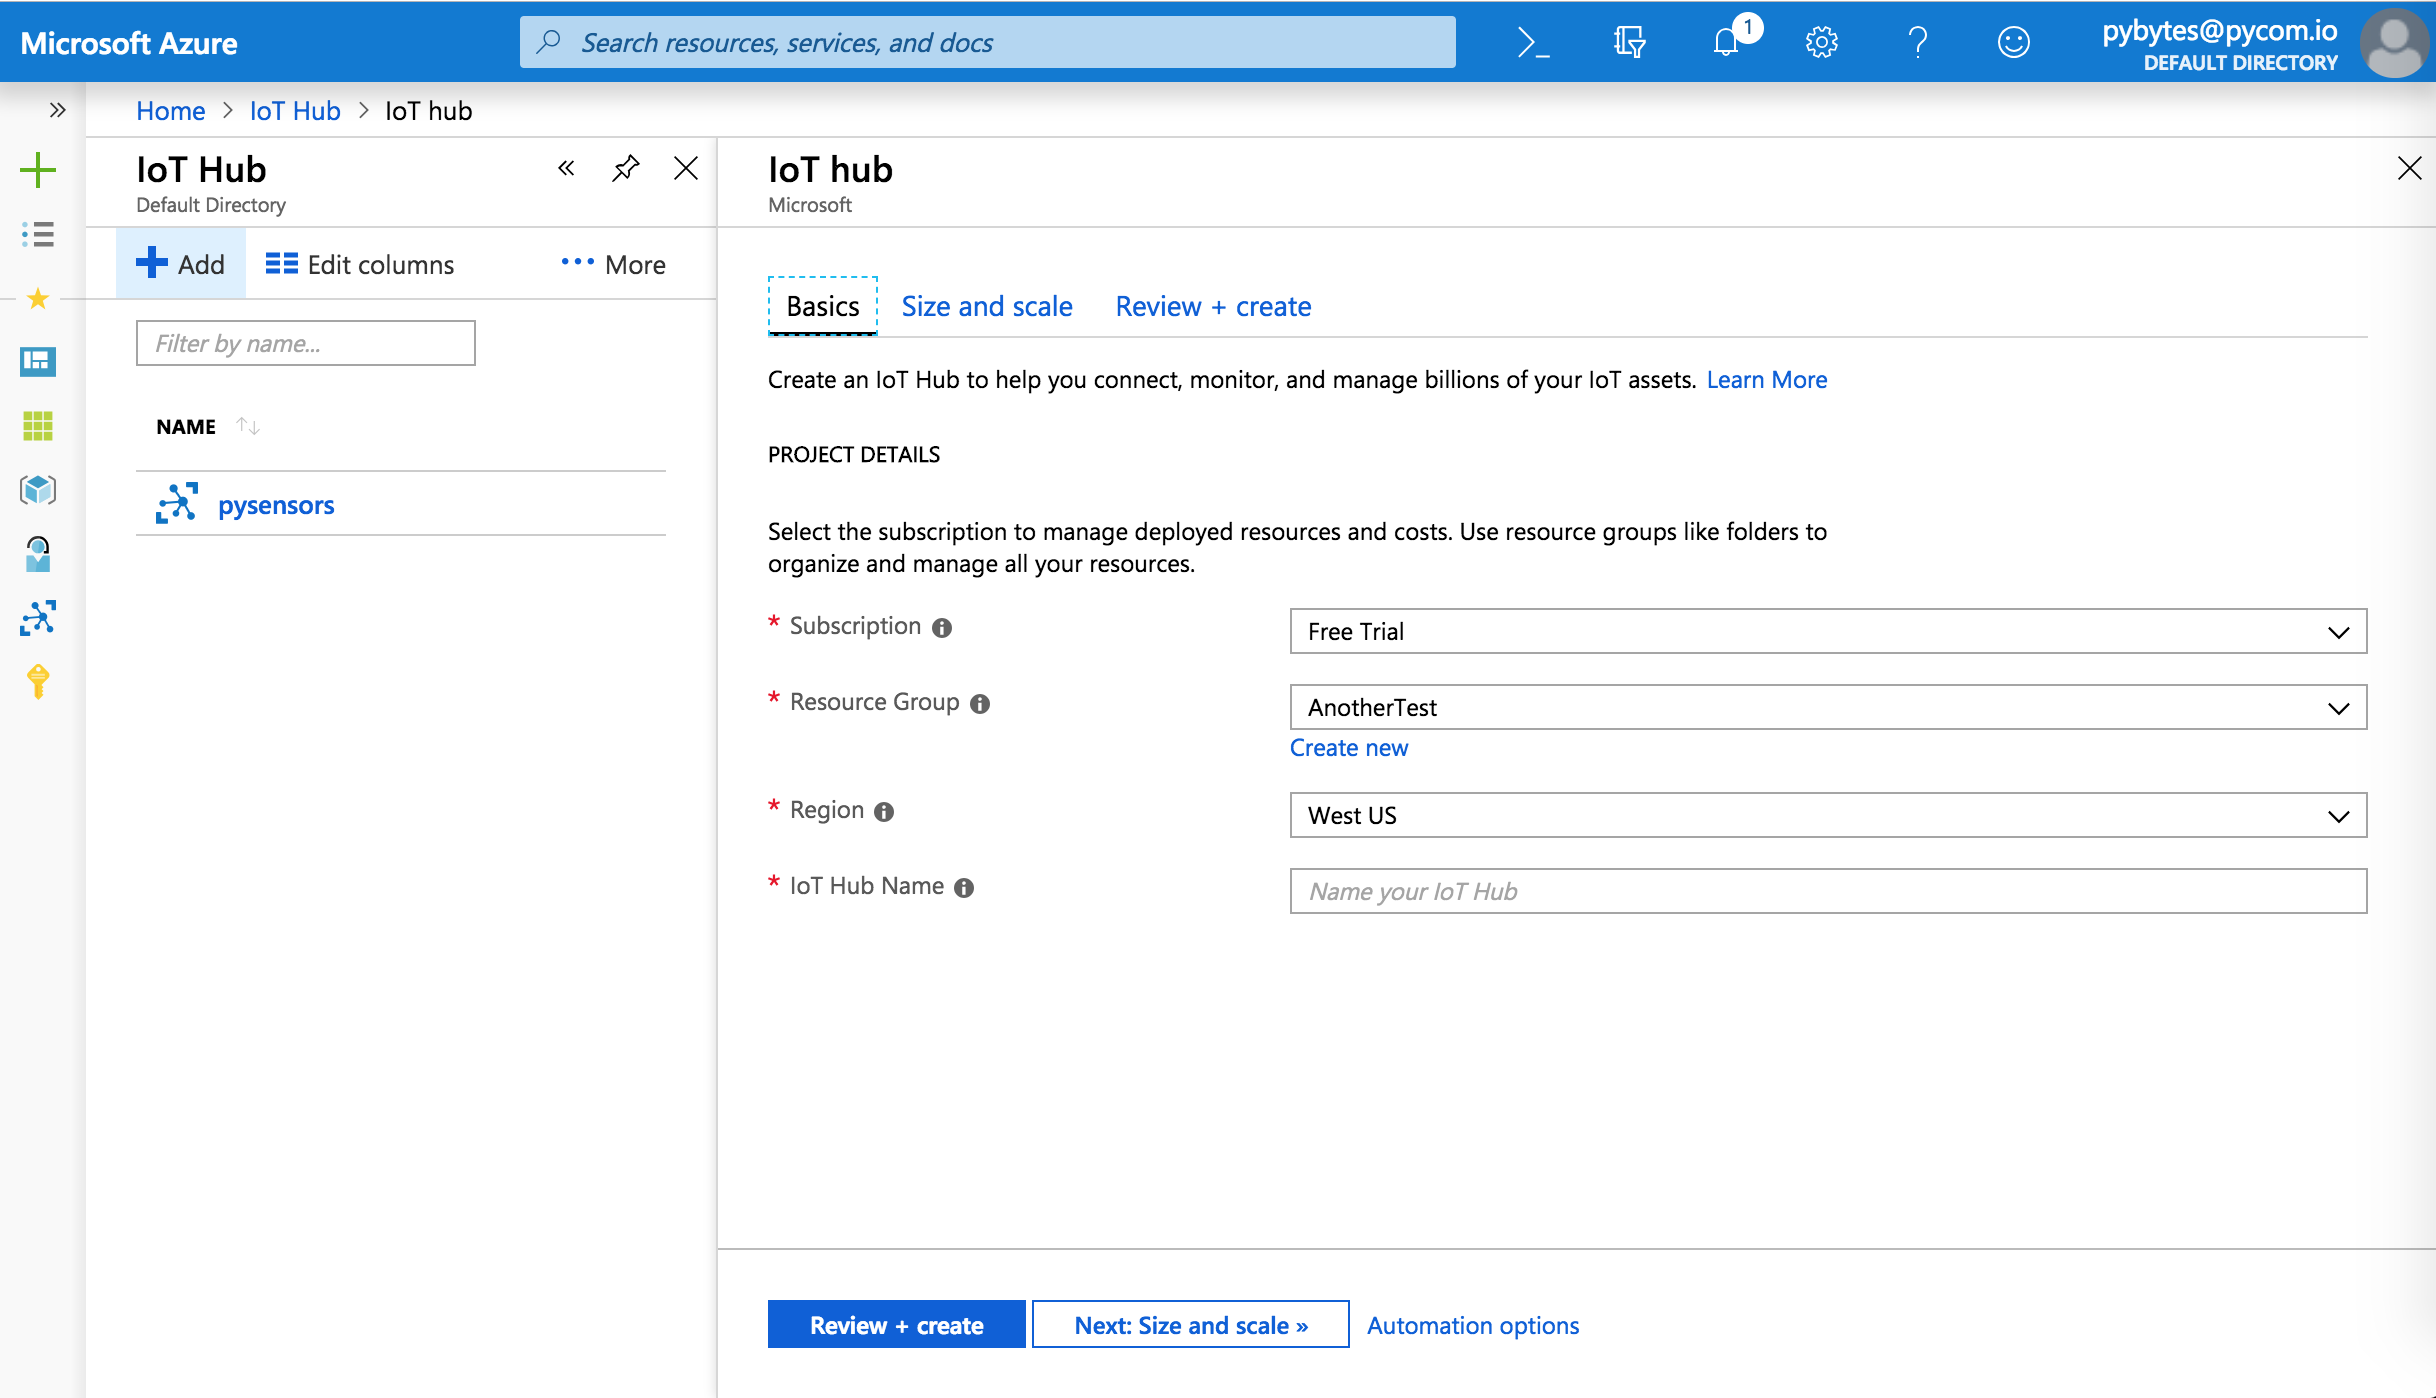 Microsoft Azure
Search resources, services, and docs
1
pybytes@pycom.io
DEFAULT DIRECTORY
Home > IoT Hub > IoT hub
IoT Hub
Default Directory
Add
Edit columns
More
Filter by name...
NAME
pysensors
IoT hub
Microsoft
Basics
Size and scale
Review + create
Create an IoT Hub to help you connect, monitor, and manage billions of your IoT assets. Learn More
PROJECT DETAILS
Select the subscription to manage deployed resources and costs. Use resource groups like folders to
organize and manage all your resources.
* Subscription
Free Trial
* Resource Group
AnotherTest
Create new
* Region
West US
* IoT Hub Name
Name your IoT Hub
Review + create
Next: Size and scale »
Automation options